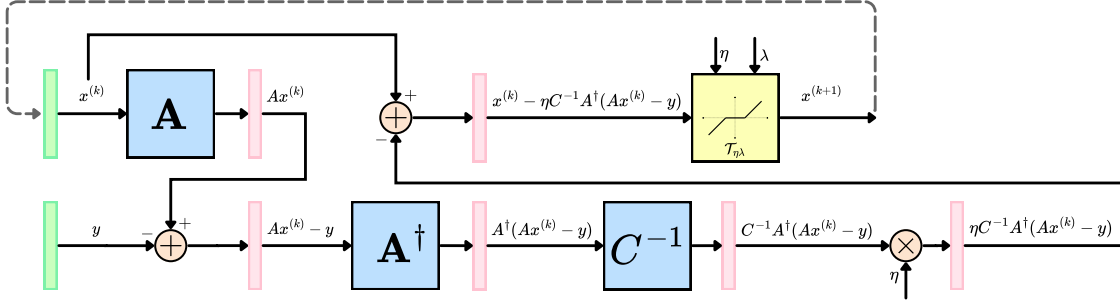 η λ
x^{(k)} A Ax^{(k)} + x^{(k)} − ηC^{−1}A^{†}(Ax^{(k)} − y) x^{(k+1)}
+
−
𝒯_{ηλ}
y − + + Ax^{(k)} − y A^{†} A^{†}(Ax^{(k)} − y) C^{−1} C^{−1}A^{†}(Ax^{(k)} − y) × ηC^{−1}A^{†}(Ax^{(k)} − y)
η